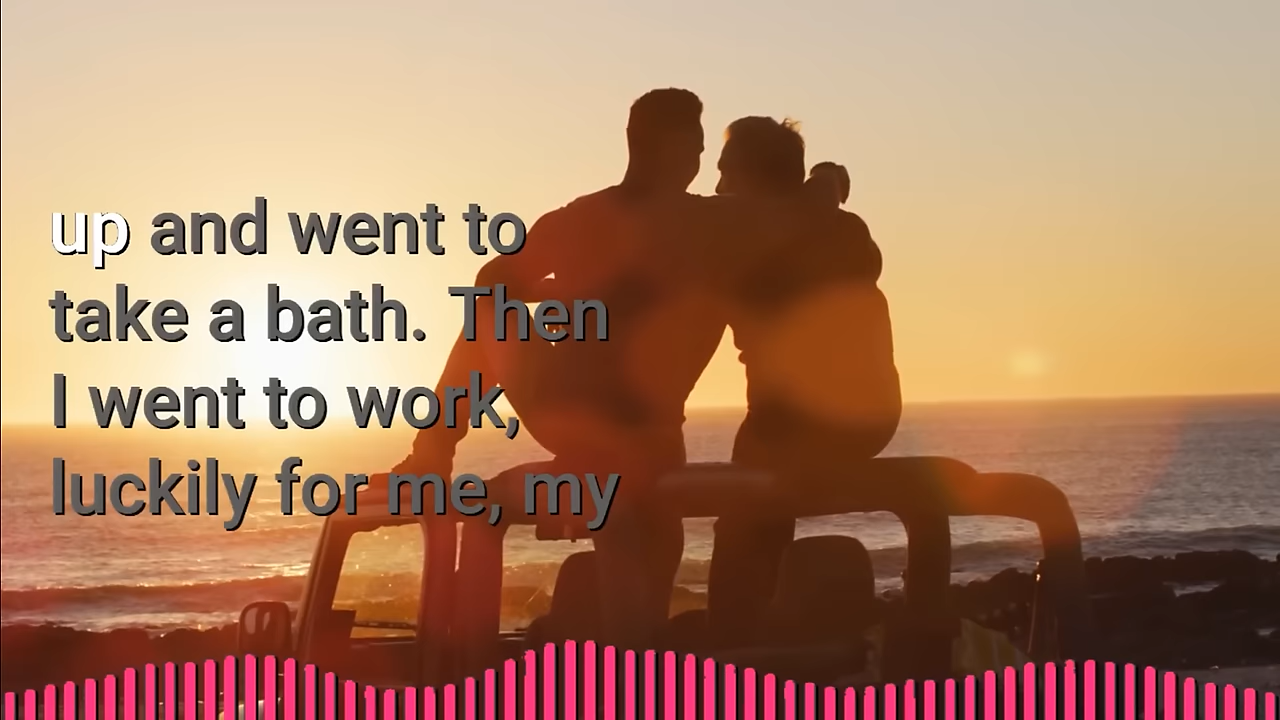 up and went to
take a bath. Then
I went to work,
luckily for me, my